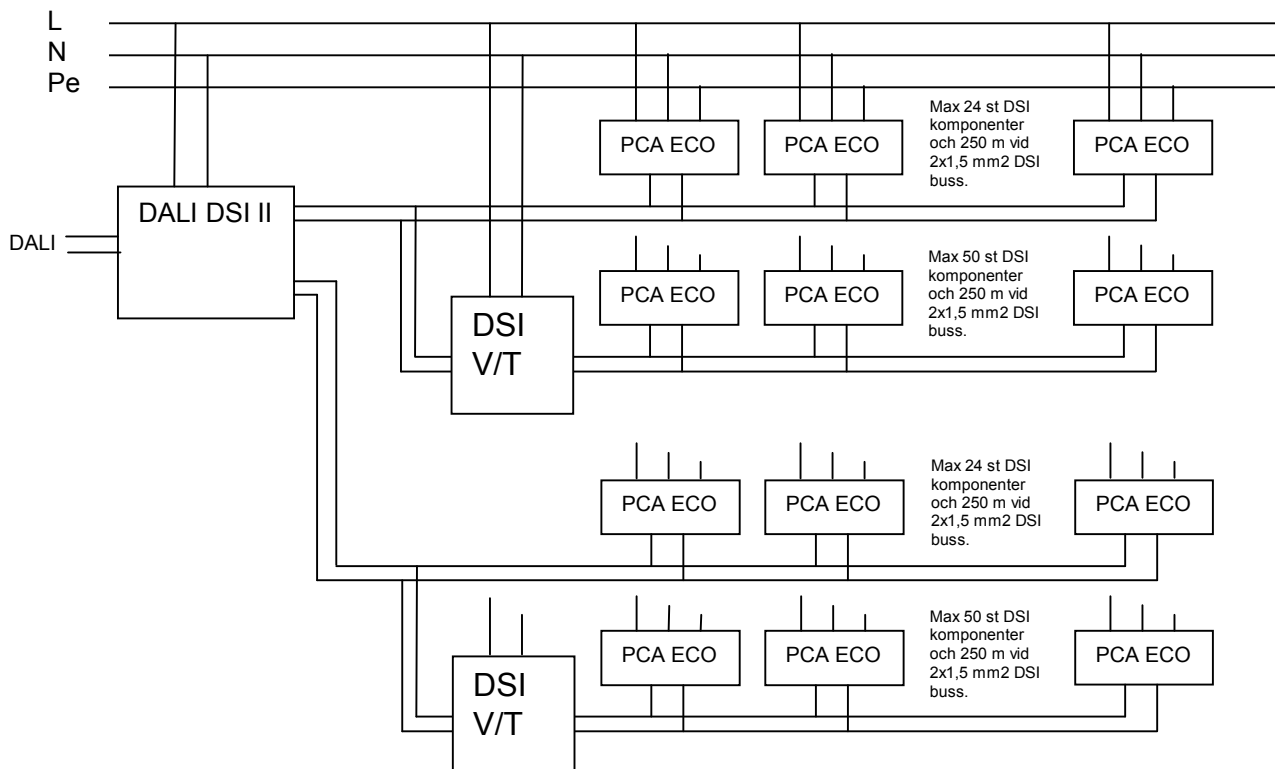 L
N
Pe
PCA ECO
PCA ECO
Max 24 st DSI
komponenter
och 250 m vid
2x1,5 mm2 DSI
buss.
PCA ECO
DALI DSI II
DALI
PCA ECO
PCA ECO
Max 50 st DSI
komponenter
och 250 m vid
2x1,5 mm2 DSI
buss.
PCA ECO
DSI
V/T
PCA ECO
PCA ECO
Max 24 st DSI
komponenter
och 250 m vid
2x1,5 mm2 DSI
buss.
PCA ECO
PCA ECO
PCA ECO
Max 50 st DSI
komponenter
och 250 m vid
2x1,5 mm2 DSI
buss.
PCA ECO
DSI
V/T